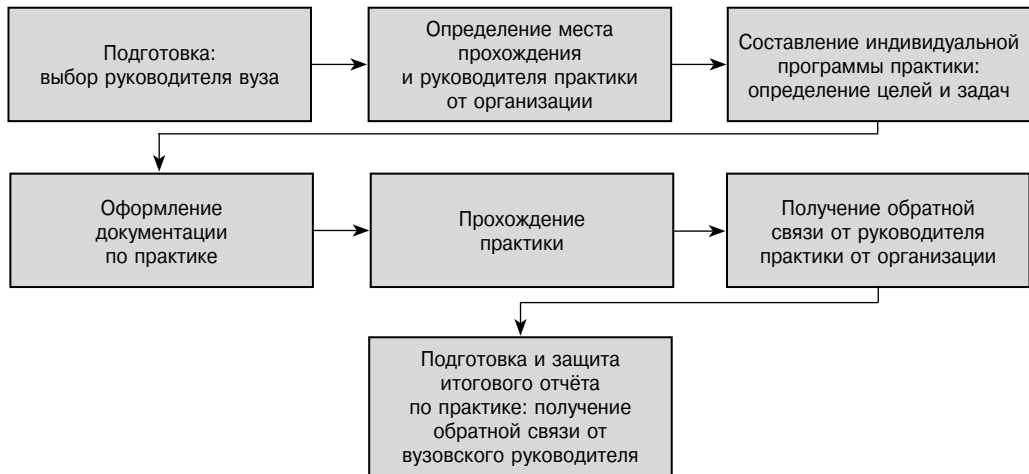 Подготовка:
выбор руководителя вуза
Определение места
прохождения
и руководителя практики
от организации
Составление индивидуальной
программы практики:
определение целей и задач
Оформление
документации
по практике
Прохождение
практики
Получение обратной
связи от руководителя
практики от организации
Подготовка и защита
итогового отчёта
по практике: получение
обратной связи от
вузовского руководителя